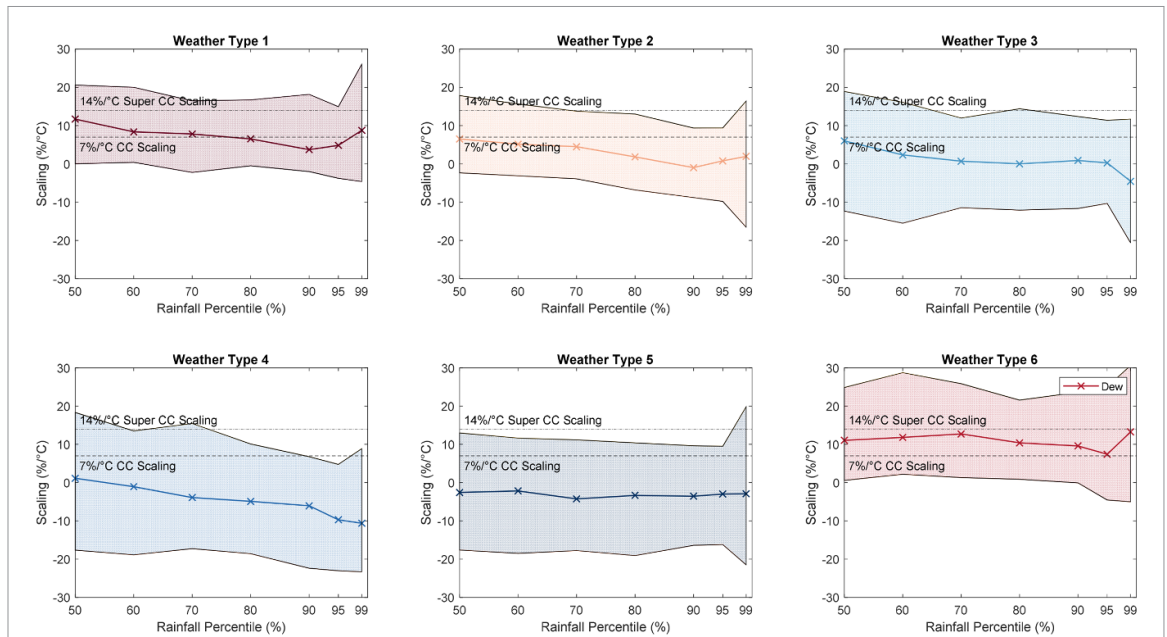 Weather Type 1
Weather Type 2
Weather Type 3
30
20
10
0
-10
-20
-30
Scaling (%/°C)
14%/°C Super CC Scaling
7%/°C CC Scaling
50 60 70 80 90 95 99
Rainfall Percentile (%)
30
20
10
0
-10
-20
-30
14%/°C Super CC Scaling
7%/°C CC Scaling
50 60 70 80 90 95 99
Rainfall Percentile (%)
30
20
10
0
-10
-20
-30
14%/°C Super CC Scaling
7%/°C CC Scaling
50 60 70 80 90 95 99
Rainfall Percentile (%)
Weather Type 4
Weather Type 5
Weather Type 6
30
20
10
0
-10
-20
-30
Scaling (%/°C)
14%/°C Super CC Scaling
7%/°C CC Scaling
50 60 70 80 90 95 99
Rainfall Percentile (%)
30
20
10
0
-10
-20
-30
14%/°C Super CC Scaling
7%/°C CC Scaling
50 60 70 80 90 95 99
Rainfall Percentile (%)
30
20
10
0
-10
-20
-30
Dew
14%/°C Super CC Scaling
7%/°C CC Scaling
50 60 70 80 90 95 99
Rainfall Percentile (%)